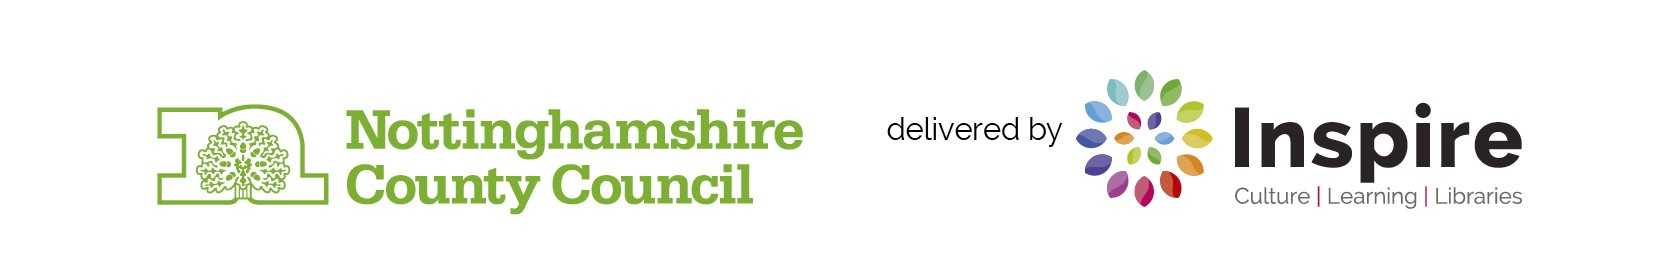 Nottinghamshire
County Council
delivered by
Inspire
Culture | Learning | Libraries